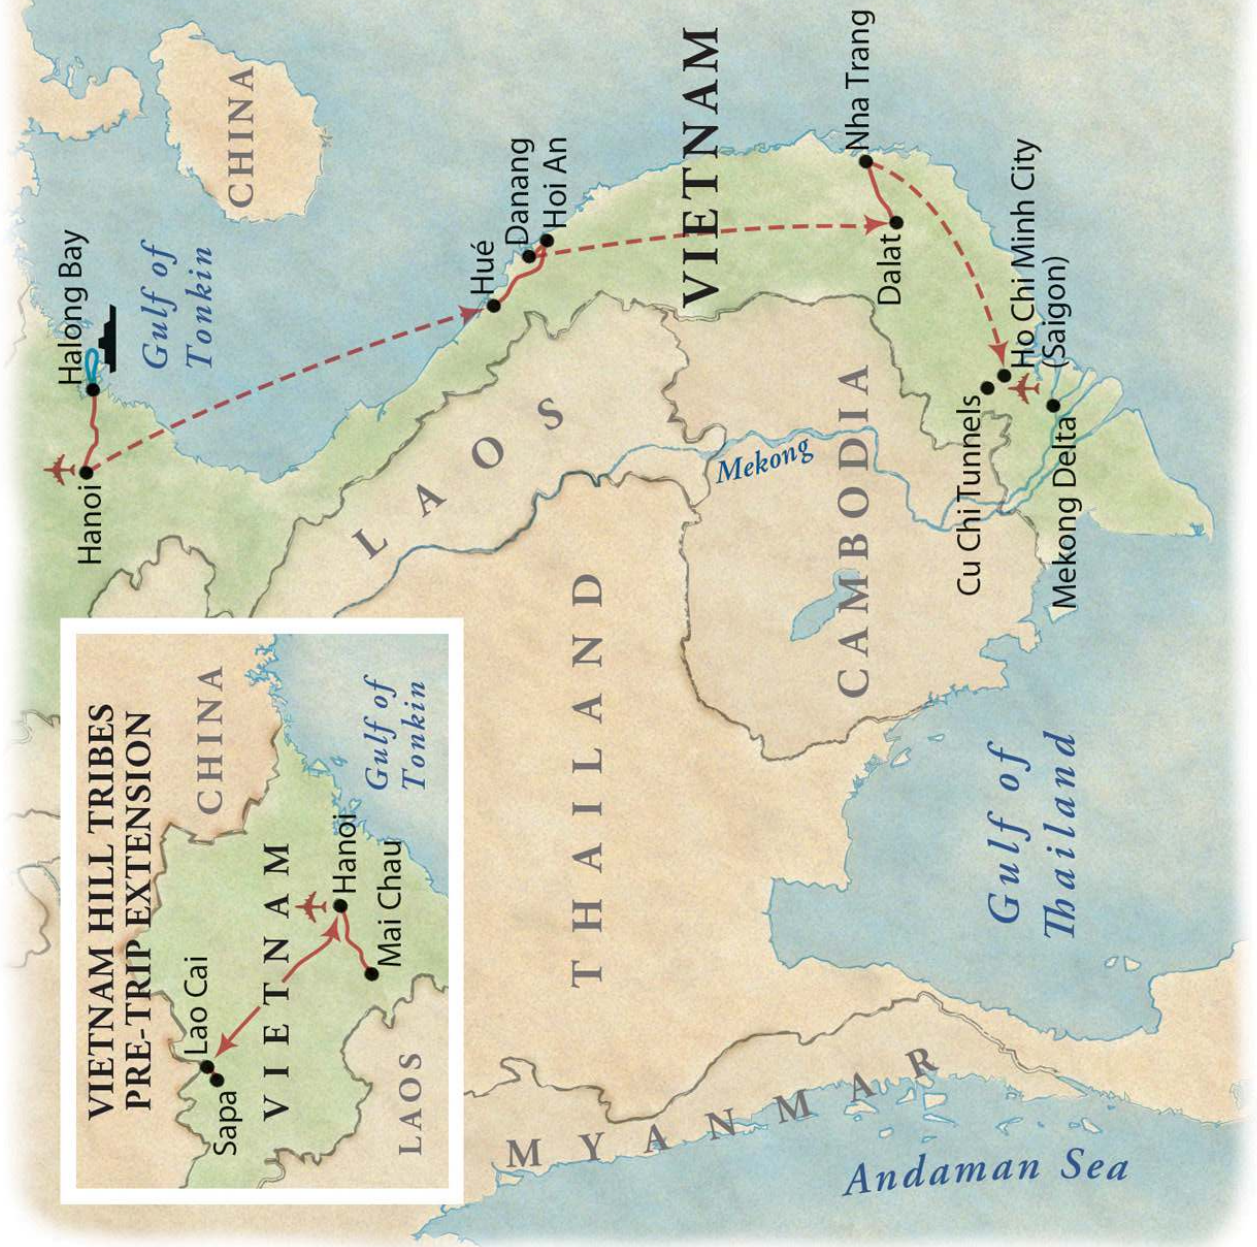 VIETNAM HILL TRIBES
PRE-TRIP EXTENSION
CHINA
Lao Cai
Sapa
VIETNAM
Hanoi
Mai Chau
Gulf of
Tonkin
LAOS
Hanoi
Halong Bay
Gulf of
Tonkin
CHINA
Hué
Danang
Hoi An
LAOS
VIETNAM
THAILAND
Mekong
CAMBODIA
Nha Trang
Dalat
Cu Chi Tunnels
Ho Chi Minh City
(Saigon)
Mekong Delta
MYANMAR
Gulf of
Thailand
Andaman Sea